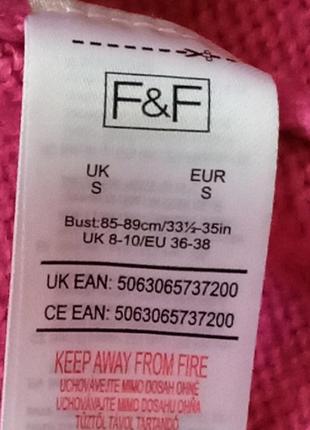 F&F
UK EUR
S S
Bust:85-89cm/33½-35in
UK 8-10/EU 36-38
UK EAN: 5063065737200
CE EAN: 5063065737200
KEEP AWAY FROM FIRE
UCHOVÁVEJTE MIMO DOSAH OHNĚ
UCHOVÁVAJTE MIMO DOSAHU OHŇA
TŰZTŐL TÁVOL TARTANDÓ